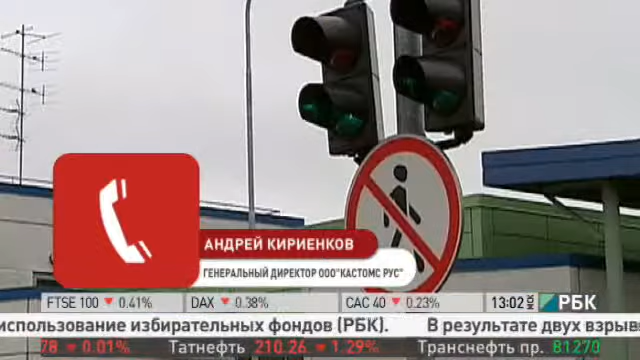 АНДРЕЙ КИРИЕНКОВ
ГЕНЕРАЛЬНЫЙ ДИРЕКТОР ООО"КАСТОМС РУС"
FTSE 100 ▼ 0.41% DAX ▼ 0.38% CAC 40 ▼ 0.23% 13:02 МСК РБК
использование избирательных фондов (РБК). В результате двух взрыве
78 ▼ 0.01% Татнефть 210.26 ▼ 1.29% Транснефть пр. 81270